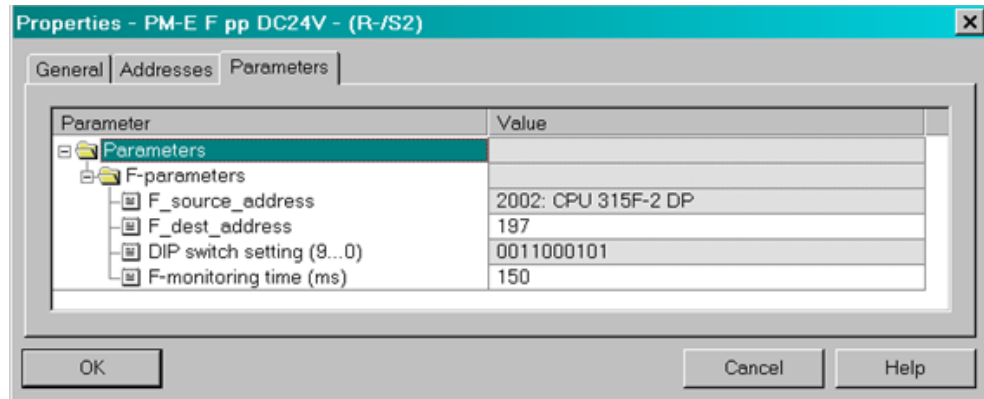 Properties - PM-E F pp DC24V - (R-/S2)
General Addresses Parameters
Parameter Value
Parameters
F-parameters
F_source_address 2002: CPU 315F-2 DP
F_dest_address 197
DIP switch setting (9...0) 0011000101
F-monitoring time (ms) 150
OK Cancel Help